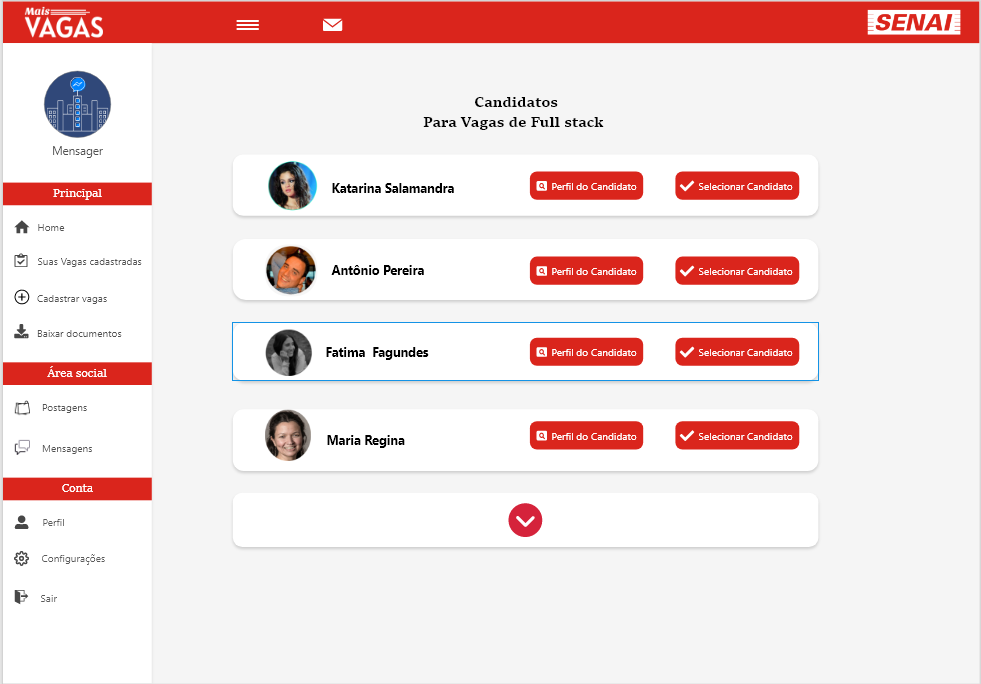 Mais
VAGAS
SENAI
Mensager
Principal
Home
Suas Vagas cadastradas
Cadastrar vagas
Baixar documentos
Área social
Postagens
Mensagens
Conta
Perfil
Configurações
Sair
Candidatos
Para Vagas de Full stack
Katarina Salamandra
Perfil do Candidato
Selecionar Candidato
Antônio Pereira
Perfil do Candidato
Selecionar Candidato
Fatima  Fagundes
Perfil do Candidato
Selecionar Candidato
Maria Regina
Perfil do Candidato
Selecionar Candidato